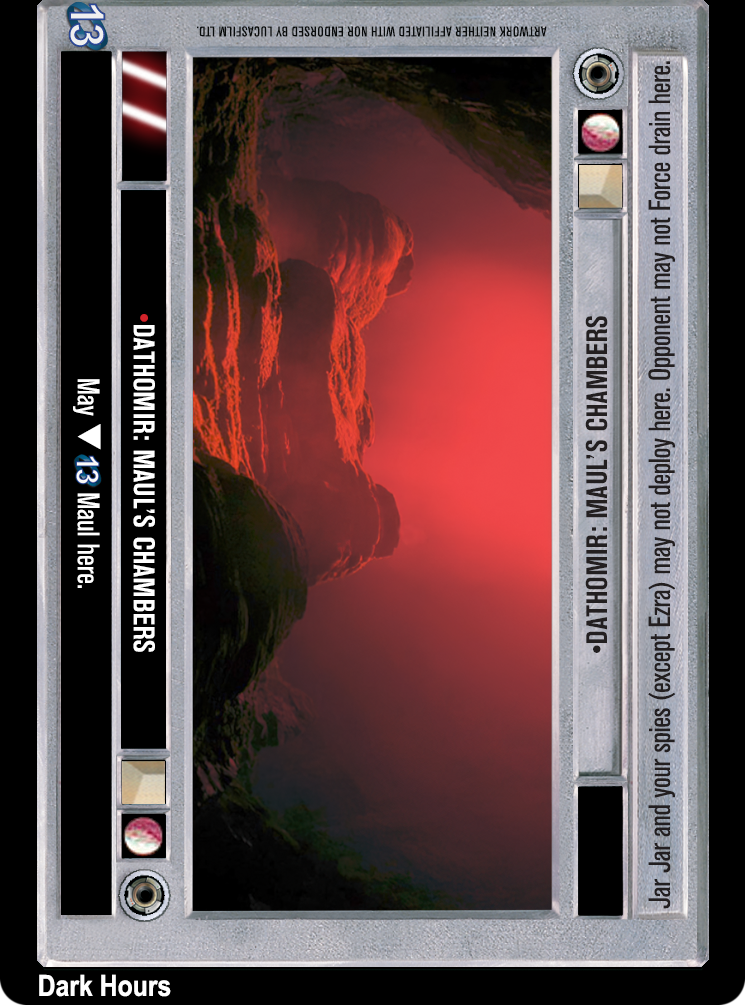 13
ARTWORK NEITHER AFFILIATED WITH NOR ENDORSED BY LUCASFILM LTD.
•DATHOMIR: MAUL'S CHAMBERS
May ▼ 13 Maul here.
•DATHOMIR: MAUL'S CHAMBERS
Jar Jar and your spies (except Ezra) may not deploy here. Opponent may not Force drain here.
Dark Hours